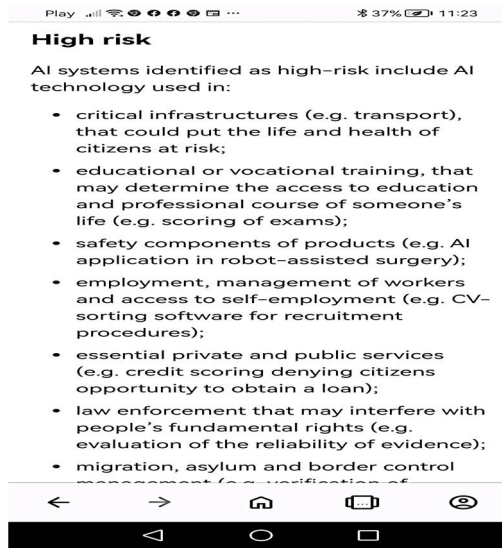 Play 37% 11:23
High risk
AI systems identified as high-risk include AI
technology used in:
• critical infrastructures (e.g. transport),
that could put the life and health of
citizens at risk;
• educational or vocational training, that
may determine the access to education
and professional course of someone's
life (e.g. scoring of exams);
• safety components of products (e.g. AI
application in robot-assisted surgery);
• employment, management of workers
and access to self-employment (e.g. CV-
sorting software for recruitment
procedures);
• essential private and public services
(e.g. credit scoring denying citizens
opportunity to obtain a loan);
• law enforcement that may interfere with
people's fundamental rights (e.g.
evaluation of the reliability of evidence);
• migration, asylum and border control
management (e.g. verification of